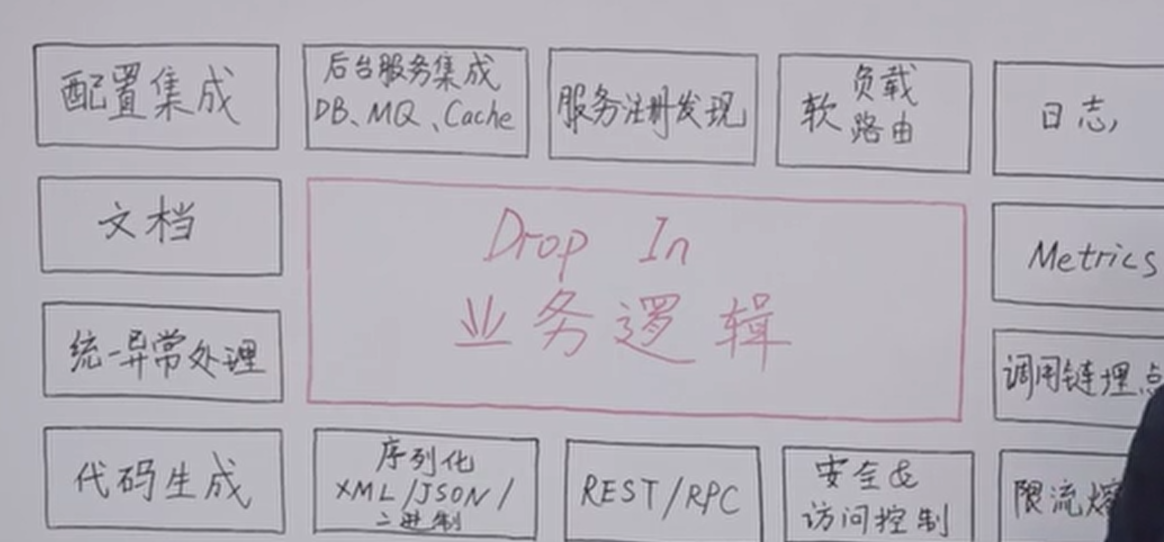 配置集成
后台服务集成
DB、MQ、Cache
服务注册发现
软
负载
路由
日志
文档
Drop In
业务逻辑
Metrics
统一异常处理
调用链埋点
代码生成
序列化
XML/JSON/
二进制
REST/RPC
安全&
访问控制
限流熔